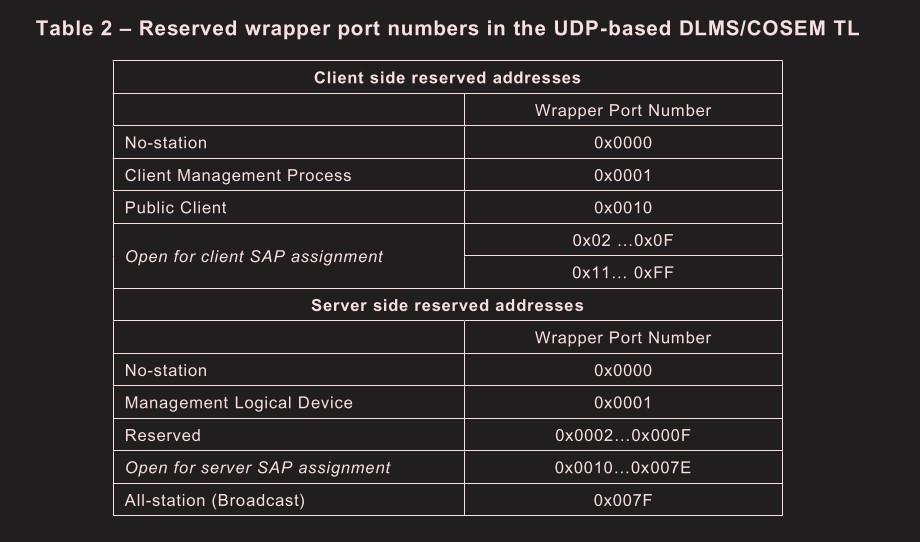 Table 2 – Reserved wrapper port numbers in the UDP-based DLMS/COSEM TL
Client side reserved addresses
Wrapper Port Number
No-station 0x0000
Client Management Process 0x0001
Public Client 0x0010
Open for client SAP assignment 0x02 ...0x0F
0x11... 0xFF
Server side reserved addresses
Wrapper Port Number
No-station 0x0000
Management Logical Device 0x0001
Reserved 0x0002...0x000F
Open for server SAP assignment 0x0010...0x007E
All-station (Broadcast) 0x007F